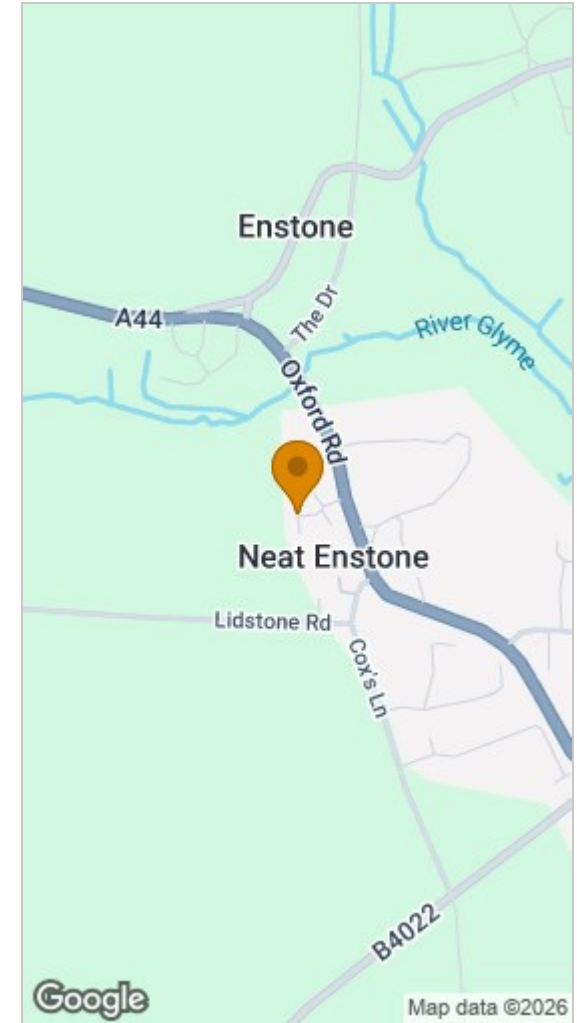 Enstone
A44
The Dr
River Glyme
Oxford Rd
Neat Enstone
Lidstone Rd
Cox's Ln
B4022
Google
Map data ©2026